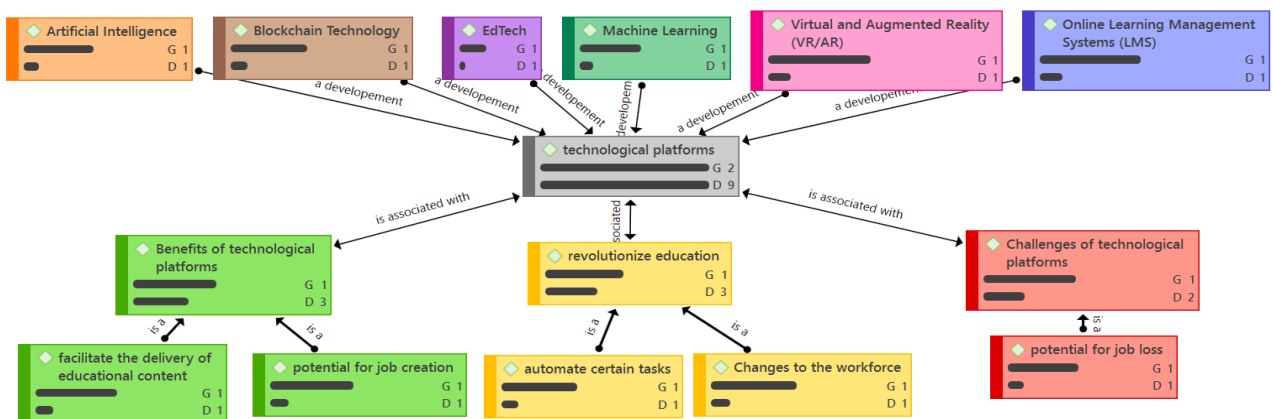 Artificial Intelligence
G 1
D 1
Blockchain Technology
G 1
D 1
EdTech
G 1
D 1
Machine Learning
G 1
D 1
Virtual and Augmented Reality
(VR/AR)
G 1
D 1
Online Learning Management
Systems (LMS)
G 1
D 1
a developement
a developement
developement
developem
a developement
a developement
technological platforms
G 2
D 9
is associated with
sociated
is associated with
Benefits of technological
platforms
G 1
D 3
revolutionize education
G 1
D 3
Challenges of technological
platforms
G 1
D 2
is a
is a
is a
is a
is a
facilitate the delivery of
educational content
G 1
D 1
potential for job creation
G 1
D 1
automate certain tasks
G 1
D 1
Changes to the workforce
G 1
D 1
potential for job loss
G 1
D 1